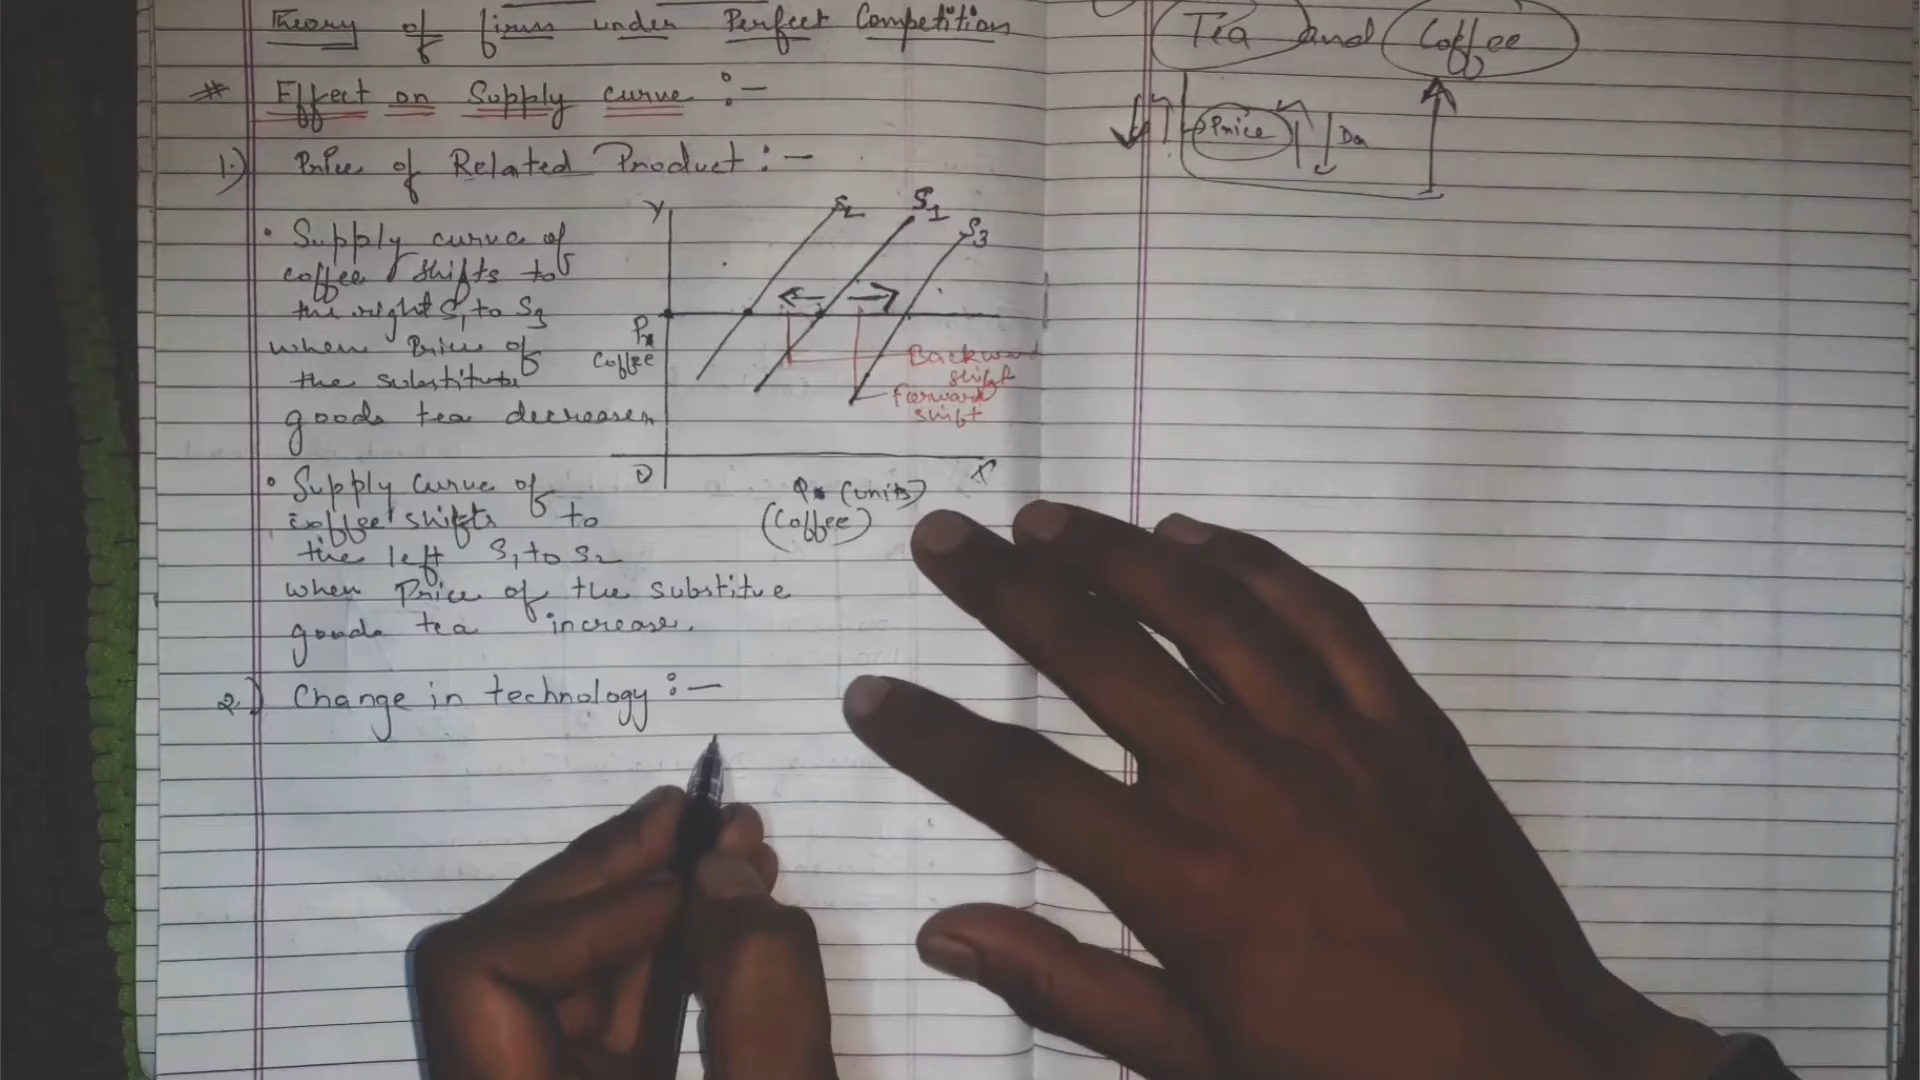 Theory of firm under Perfect Competition
# Effect on Supply curve :-
1.) Price of Related Product :-
• Supply curve of
coffee shifts to
the right S1 to S3
when Price of
the substitute
goods tea decreases
• Supply curve of
coffee shifts to
the left S1 to S2
when Price of the substitue
goods tea increase.
Y
S2
S1
S3
Px
Coffee
Backward
shift
Forward
shift
O
X
(units)
(Coffee)
2.) Change in technology :-
Tea and Coffee
Price